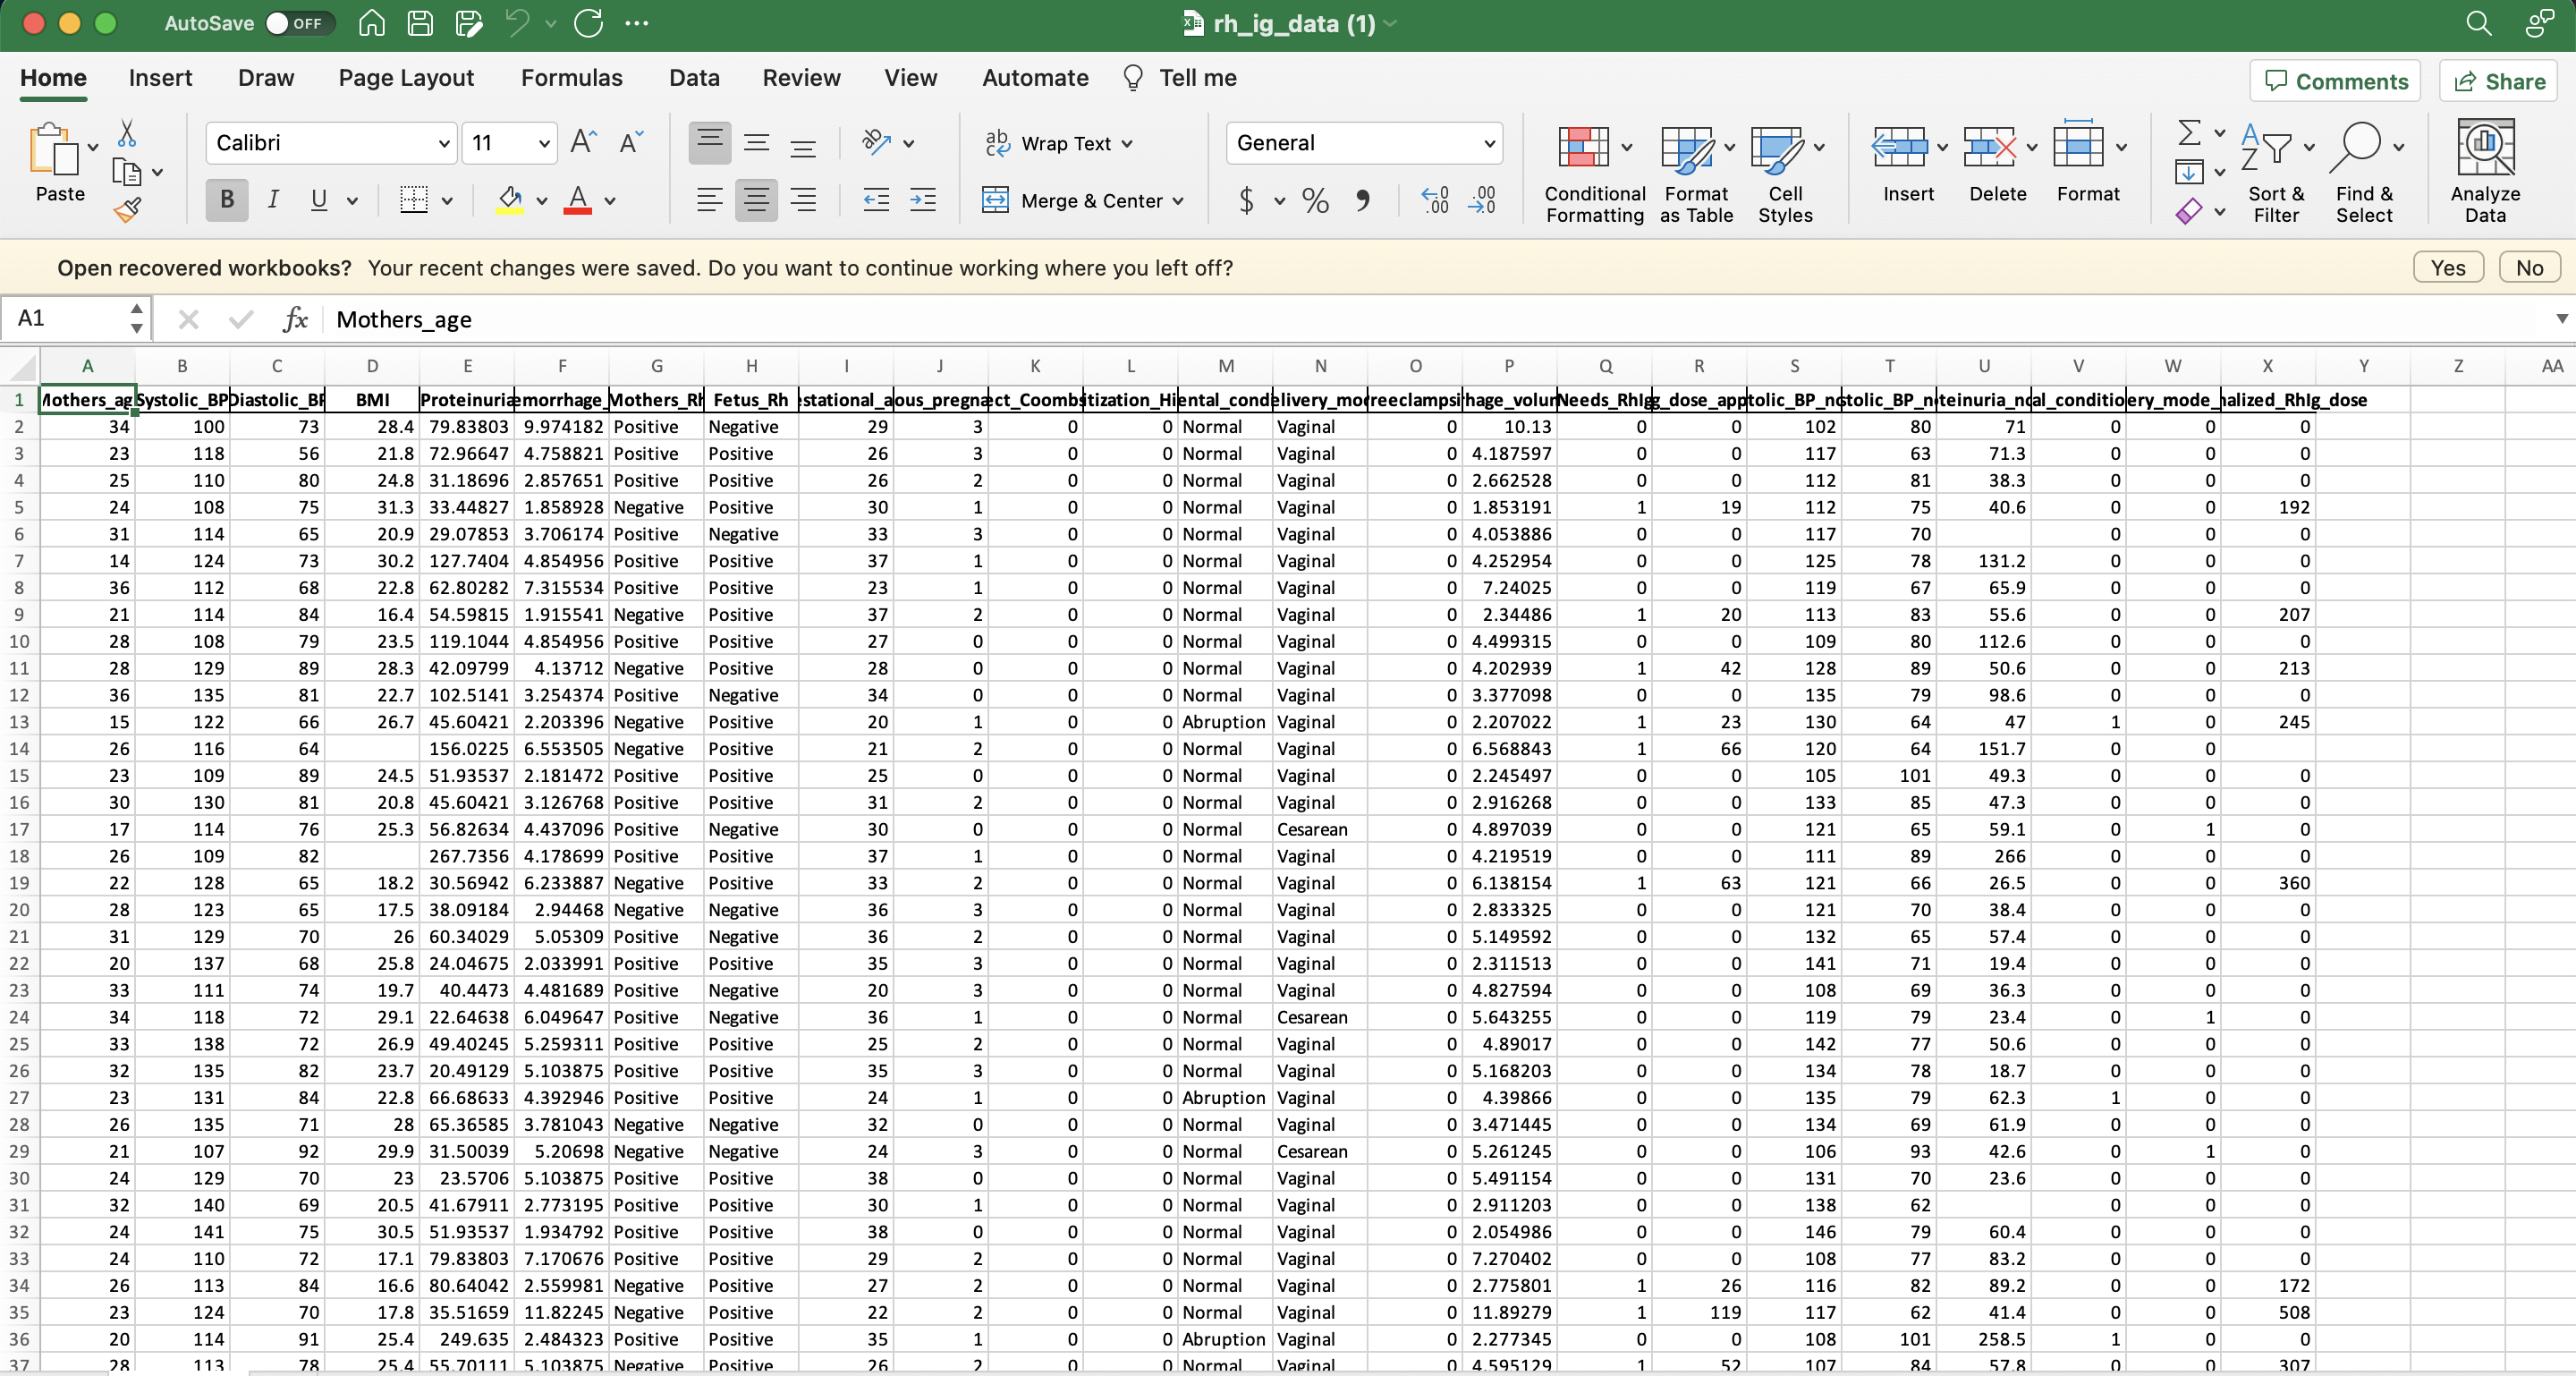 AutoSave OFF rh_ig_data (1)
Home Insert Draw Page Layout Formulas Data Review View Automate Tell me Comments Share
Paste Calibri 11 Wrap Text General
B I U Merge & Center $ % Conditional Formatting Format as Table Cell Styles Insert Delete Format Sort & Filter Find & Select Analyze Data
Open recovered workbooks? Your recent changes were saved. Do you want to continue working where you left off? Yes No
A1 fx Mothers_age
A B C D E F G H I J K L M N O P Q R S T U V W X Y Z AA
1 Mothers_ag Systolic_BP Diastolic_BP BMI Proteinuria emorrhage_ Mothers_Rh Fetus_Rh estational_a ous_pregna ect_Coombs itization_Hi ental_condi elivery_mod reeclampsi hage_volum Needs_RhIg g_dose_app tolic_BP_no stolic_BP_n teinuria_no al_conditio ery_mode_ nalized_RhIg_dose
2 34 100 73 28.4 79.83803 9.974182 Positive Negative 29 3 0 0 Normal Vaginal 0 10.13 0 0 102 80 71 0 0 0
3 23 118 56 21.8 72.96647 4.758821 Positive Positive 26 3 0 0 Normal Vaginal 0 4.187597 0 0 117 63 71.3 0 0 0
4 25 110 80 24.8 31.18696 2.857651 Positive Positive 26 2 0 0 Normal Vaginal 0 2.662528 0 0 112 81 38.3 0 0 0
5 24 108 75 31.3 33.44827 1.858928 Negative Positive 30 1 0 0 Normal Vaginal 0 1.853191 1 19 112 75 40.6 0 0 192
6 31 114 65 20.9 29.07853 3.706174 Positive Negative 33 3 0 0 Normal Vaginal 0 4.053886 0 0 117 70 0 0 0
7 14 124 73 30.2 127.7404 4.854956 Positive Positive 37 1 0 0 Normal Vaginal 0 4.252954 0 0 125 78 131.2 0 0 0
8 36 112 68 22.8 62.80282 7.315534 Positive Positive 23 1 0 0 Normal Vaginal 0 7.24025 0 0 119 67 65.9 0 0 0
9 21 114 84 16.4 54.59815 1.915541 Negative Positive 37 2 0 0 Normal Vaginal 0 2.34486 1 20 113 83 55.6 0 0 207
10 28 108 79 23.5 119.1044 4.854956 Positive Positive 27 0 0 0 Normal Vaginal 0 4.499315 0 0 109 80 112.6 0 0 0
11 28 129 89 28.3 42.09799 4.13712 Negative Positive 28 0 0 0 Normal Vaginal 0 4.202939 1 42 128 89 50.6 0 0 213
12 36 135 81 22.7 102.5141 3.254374 Positive Negative 34 0 0 0 Normal Vaginal 0 3.377098 0 0 135 79 98.6 0 0 0
13 15 122 66 26.7 45.60421 2.203396 Negative Positive 20 1 0 0 Abruption Vaginal 0 2.207022 1 23 130 64 47 1 0 245
14 26 116 64 156.0225 6.553505 Negative Positive 21 2 0 0 Normal Vaginal 0 6.568843 1 66 120 64 151.7 0 0
15 23 109 89 24.5 51.93537 2.181472 Positive Positive 25 0 0 0 Normal Vaginal 0 2.245497 0 0 105 101 49.3 0 0 0
16 30 130 81 20.8 45.60421 3.126768 Positive Positive 31 2 0 0 Normal Vaginal 0 2.916268 0 0 133 85 47.3 0 0 0
17 17 114 76 25.3 56.82634 4.437096 Positive Negative 30 0 0 0 Normal Cesarean 0 4.897039 0 0 121 65 59.1 0 1 0
18 26 109 82 267.7356 4.178699 Positive Positive 37 1 0 0 Normal Vaginal 0 4.219519 0 0 111 89 266 0 0 0
19 22 128 65 18.2 30.56942 6.233887 Negative Positive 33 2 0 0 Normal Vaginal 0 6.138154 1 63 121 66 26.5 0 0 360
20 28 123 65 17.5 38.09184 2.94468 Negative Negative 36 3 0 0 Normal Vaginal 0 2.833325 0 0 121 70 38.4 0 0 0
21 31 129 70 26 60.34029 5.05309 Positive Negative 36 2 0 0 Normal Vaginal 0 5.149592 0 0 132 65 57.4 0 0 0
22 20 137 68 25.8 24.04675 2.033991 Positive Positive 35 3 0 0 Normal Vaginal 0 2.311513 0 0 141 71 19.4 0 0 0
23 33 111 74 19.7 40.4473 4.481689 Positive Negative 20 3 0 0 Normal Vaginal 0 4.827594 0 0 108 69 36.3 0 0 0
24 34 118 72 29.1 22.64638 6.049647 Positive Negative 36 1 0 0 Normal Cesarean 0 5.643255 0 0 119 79 23.4 0 1 0
25 33 138 72 26.9 49.40245 5.259311 Positive Positive 25 2 0 0 Normal Vaginal 0 4.89017 0 0 142 77 50.6 0 0 0
26 32 135 82 23.7 20.49129 5.103875 Positive Positive 35 3 0 0 Normal Vaginal 0 5.168203 0 0 134 78 18.7 0 0 0
27 23 131 84 22.8 66.68633 4.392946 Positive Positive 24 1 0 0 Abruption Vaginal 0 4.39866 0 0 135 79 62.3 1 0 0
28 26 135 71 28 65.36585 3.781043 Negative Negative 32 0 0 0 Normal Vaginal 0 3.471445 0 0 134 69 61.9 0 0 0
29 21 107 92 29.9 31.50039 5.20698 Negative Negative 24 3 0 0 Normal Cesarean 0 5.261245 0 0 106 93 42.6 0 1 0
30 24 129 70 23 23.5706 5.103875 Positive Positive 38 0 0 0 Normal Vaginal 0 5.491154 0 0 131 70 23.6 0 0 0
31 32 140 69 20.5 41.67911 2.773195 Positive Positive 30 1 0 0 Normal Vaginal 0 2.911203 0 0 138 62 0 0 0
32 24 141 75 30.5 51.93537 1.934792 Positive Positive 38 0 0 0 Normal Vaginal 0 2.054986 0 0 146 79 60.4 0 0 0
33 24 110 72 17.1 79.83803 7.170676 Positive Positive 29 2 0 0 Normal Vaginal 0 7.270402 0 0 108 77 83.2 0 0 0
34 26 113 84 16.6 80.64042 2.559981 Negative Positive 27 2 0 0 Normal Vaginal 0 2.775801 1 26 116 82 89.2 0 0 172
35 23 124 70 17.8 35.51659 11.82245 Negative Positive 22 2 0 0 Normal Vaginal 0 11.89279 1 119 117 62 41.4 0 0 508
36 20 114 91 25.4 249.635 2.484323 Positive Positive 35 1 0 0 Abruption Vaginal 0 2.277345 0 0 108 101 258.5 1 0 0
37 28 113 78 25.4 55.70111 5.103875 Negative Positive 26 2 0 0 Normal Vaginal 0 4.595129 1 52 107 84 57.8 0 0 307